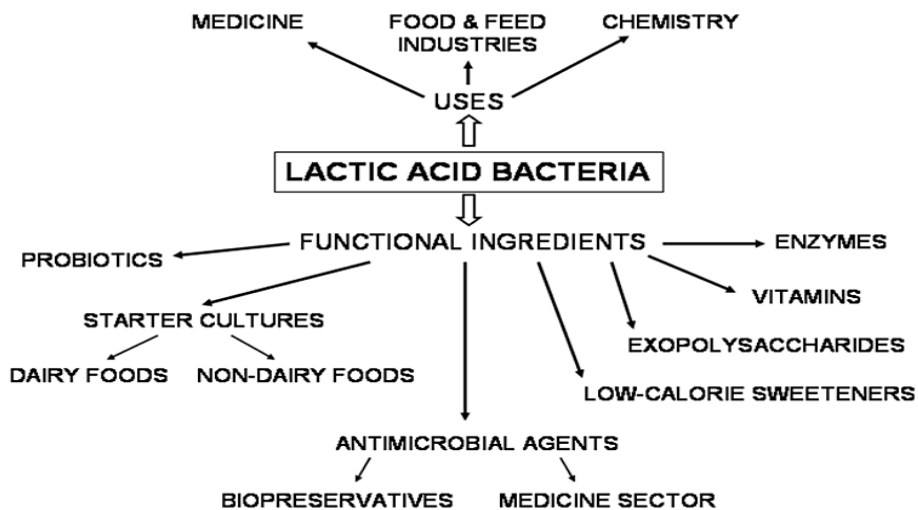 MEDICINE
FOOD & FEED
INDUSTRIES
CHEMISTRY
USES
LACTIC ACID BACTERIA
FUNCTIONAL INGREDIENTS
PROBIOTICS
ENZYMES
VITAMINS
STARTER CULTURES
EXOPOLYSACCHARIDES
DAIRY FOODS
NON-DAIRY FOODS
LOW-CALORIE SWEETENERS
ANTIMICROBIAL AGENTS
BIOPRESERVATIVES
MEDICINE SECTOR